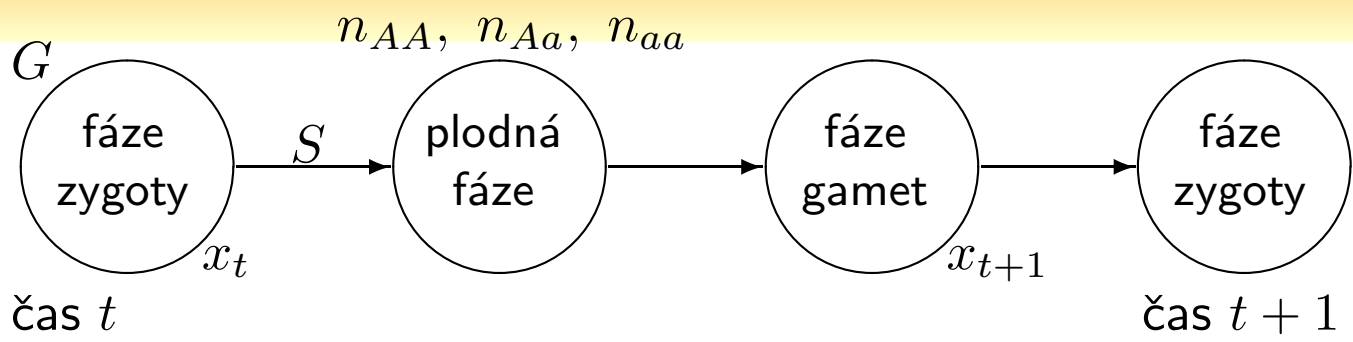 n_{AA}, n_{Aa}, n_{aa}
G
fáze
zygoty
S
plodná
fáze
fáze
gamet
fáze
zygoty
x_t
x_{t+1}
čas t
čas t + 1